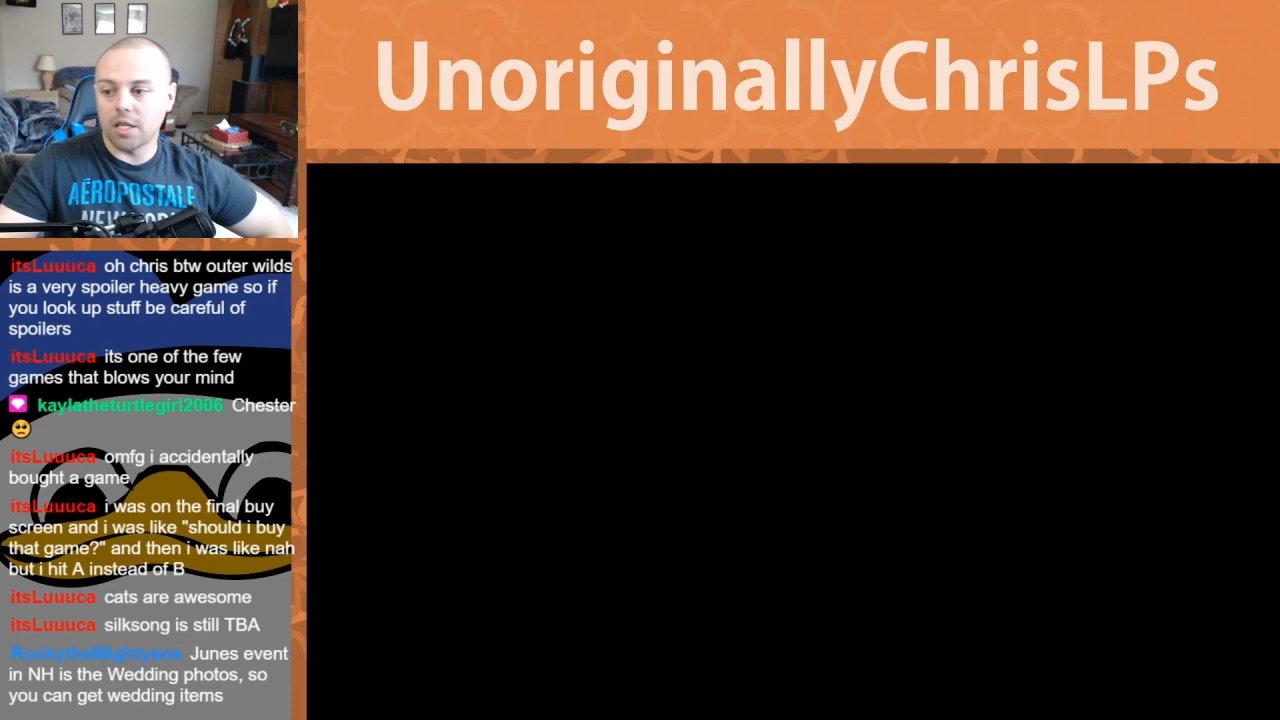 UnoriginallyChrisLPs
AÉROPOSTALE
NEW YORK
itsLuuuca oh chris btw outer wilds
is a very spoiler heavy game so if
you look up stuff be careful of
spoilers
itsLuuuca its one of the few
games that blows your mind
kaylatheturtlegirl2006 Chester
🥺
itsLuuuca omfg i accidentally
bought a game
itsLuuuca i was on the final buy
screen and i was like "should i buy
that game?" and then i was like nah
but i hit A instead of B
itsLuuuca cats are awesome
itsLuuuca silksong is still TBA
RockytheMightyena Junes event
in NH is the Wedding photos, so
you can get wedding items